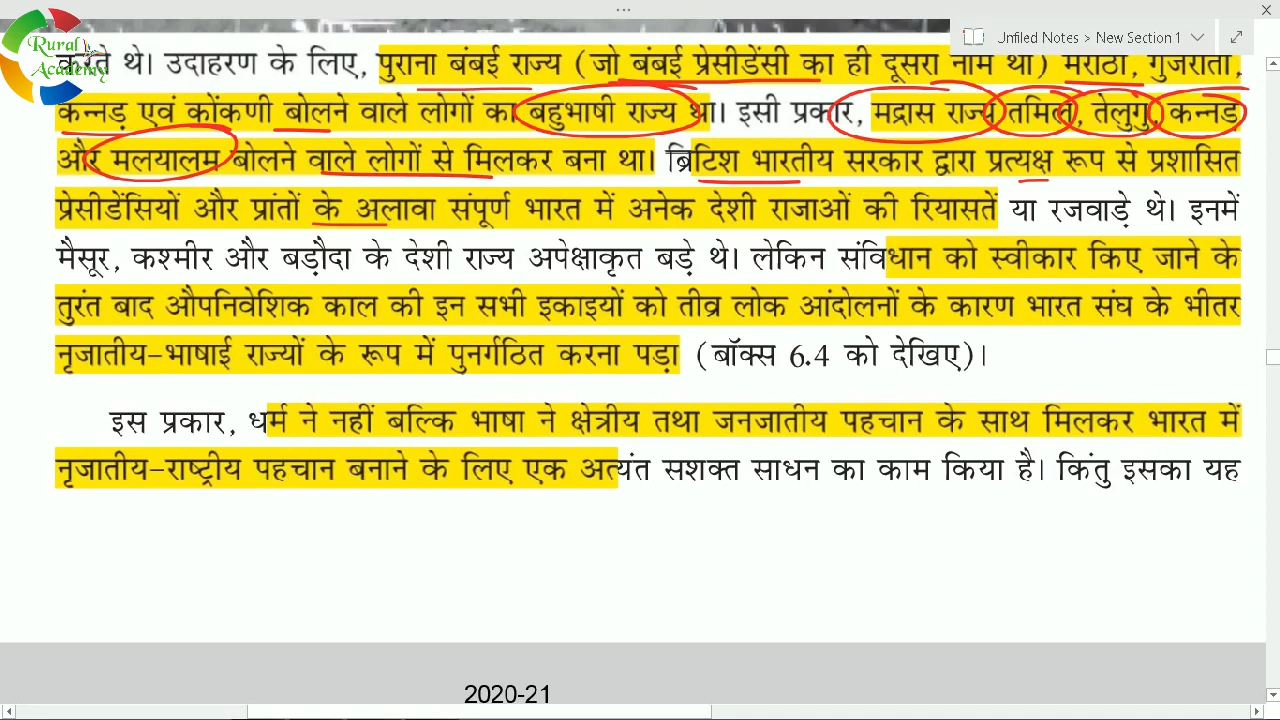 Rural
Academy
Unfiled Notes > New Section 1
करते थे। उदाहरण के लिए, पुराना बंबई राज्य (जो बंबई प्रेसीडेंसी का ही दूसरा नाम था) मराठी, गुजराती,
कन्नड़ एवं कोंकणी बोलने वाले लोगों का बहुभाषी राज्य था। इसी प्रकार, मद्रास राज्य तमिल, तेलुगु, कन्नड
और मलयालम बोलने वाले लोगों से मिलकर बना था। ब्रिटिश भारतीय सरकार द्वारा प्रत्यक्ष रूप से प्रशासित
प्रेसीडेंसियों और प्रांतों के अलावा संपूर्ण भारत में अनेक देशी राजाओं की रियासतें या रजवाड़े थे। इनमें
मैसूर, कश्मीर और बड़ौदा के देशी राज्य अपेक्षाकृत बड़े थे। लेकिन संविधान को स्वीकार किए जाने के
तुरंत बाद औपनिवेशिक काल की इन सभी इकाइयों को तीव्र लोक आंदोलनों के कारण भारत संघ के भीतर
नृजातीय-भाषाई राज्यों के रूप में पुनर्गठित करना पड़ा (बॉक्स 6.4 को देखिए)।
इस प्रकार, धर्म ने नहीं बल्कि भाषा ने क्षेत्रीय तथा जनजातीय पहचान के साथ मिलकर भारत में
नृजातीय-राष्ट्रीय पहचान बनाने के लिए एक अत्यंत सशक्त साधन का काम किया है। किंतु इसका यह
2020-21